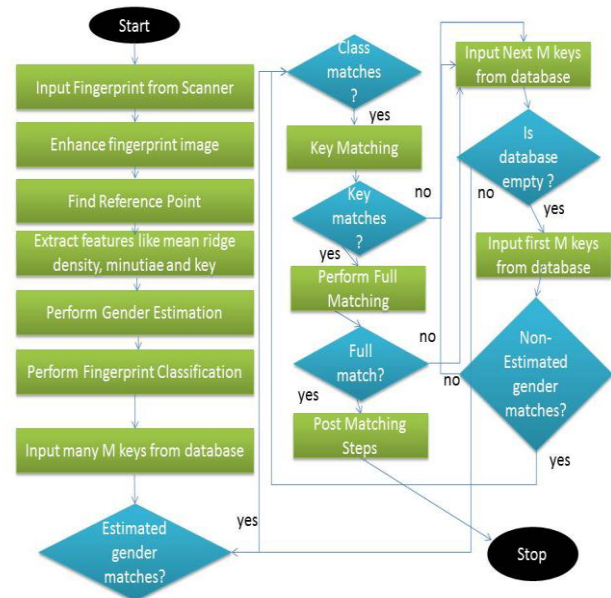 Start
Input Fingerprint from Scanner
Enhance fingerprint image
Find Reference Point
Extract features like mean ridge
density, minutiae and key
Perform Gender Estimation
Perform Fingerprint Classification
Input many M keys from database
Estimated
gender
matches?
yes
Class
matches
?
yes
Key Matching
Key
matches
?
no
yes
Perform Full
Matching
Full
match?
no
yes
Post Matching
Steps
Input Next M keys
from database
Is
database
empty ?
no
yes
Input first M keys
from database
Non-
Estimated
gender
matches?
no
yes
Stop